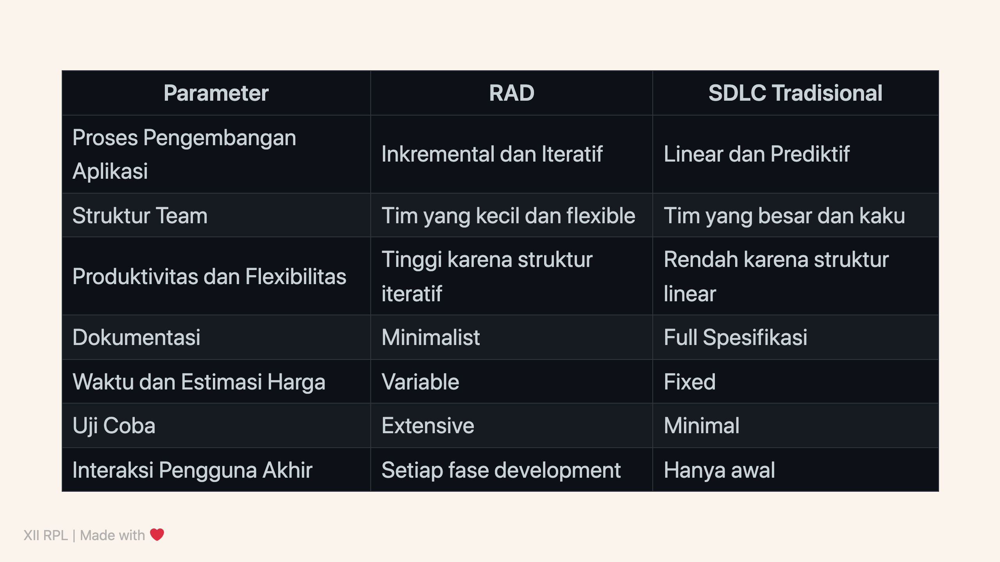 Parameter RAD SDLC Tradisional
Proses Pengembangan
Aplikasi
Inkremental dan Iteratif
Linear dan Prediktif
Struktur Team
Tim yang kecil dan flexible
Tim yang besar dan kaku
Produktivitas dan Flexibilitas
Tinggi karena struktur
iteratif
Rendah karena struktur
linear
Dokumentasi
Minimalist
Full Spesifikasi
Waktu dan Estimasi Harga
Variable
Fixed
Uji Coba
Extensive
Minimal
Interaksi Pengguna Akhir
Setiap fase development
Hanya awal
XII RPL | Made with ❤️